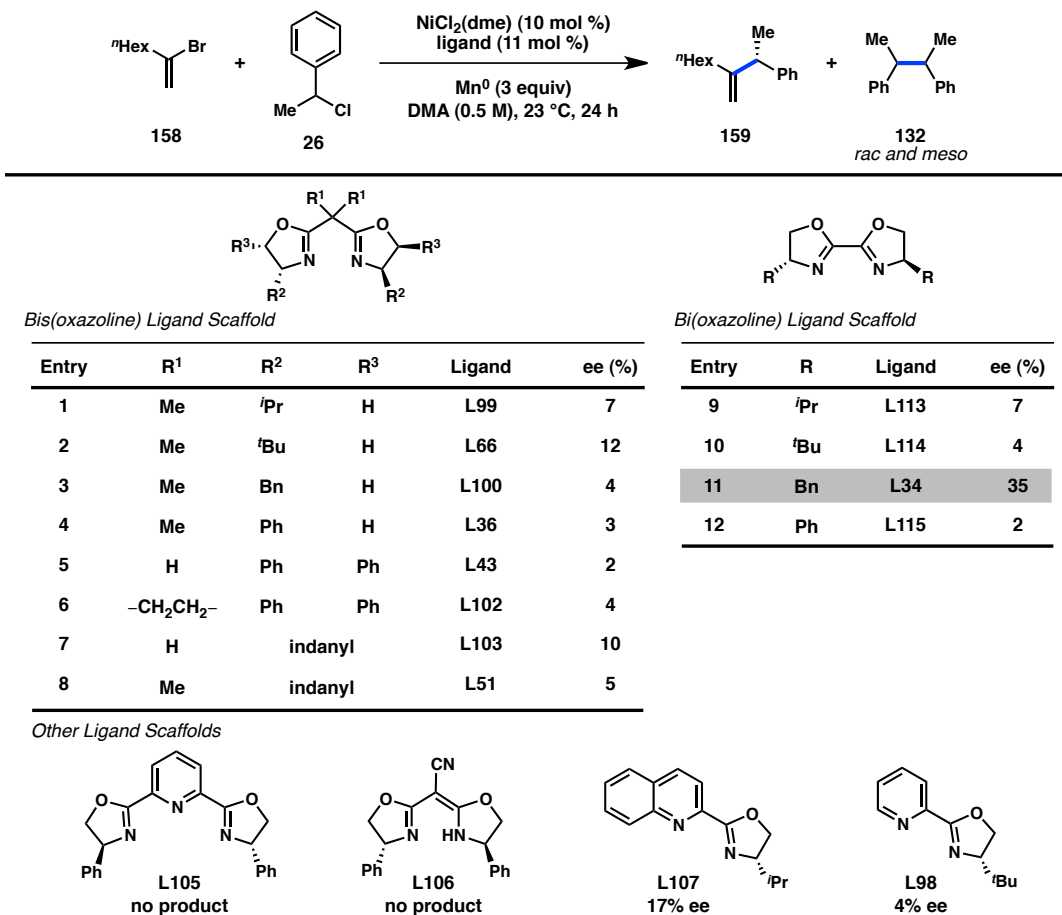 ⁿHex
Br
158
+
Me
Cl
26
NiCl₂(dme) (10 mol %)
ligand (11 mol %)
Mn⁰ (3 equiv)
DMA (0.5 M), 23 °C, 24 h
Me
ⁿHex
Ph
159
+
Me Me
Ph Ph
132
rac and meso
R¹ R¹
O O
R³ R³
N N
R² R²
Bis(oxazoline) Ligand Scaffold
Entry R¹ R² R³ Ligand ee (%)
1 Me ⁱPr H L99 7
2 Me ᵗBu H L66 12
3 Me Bn H L100 4
4 Me Ph H L36 3
5 H Ph Ph L43 2
6 –CH₂CH₂– Ph Ph L102 4
7 H indanyl L103 10
8 Me indanyl L51 5
O O
N N
R R
Bi(oxazoline) Ligand Scaffold
Entry R Ligand ee (%)
9 ⁱPr L113 7
10 ᵗBu L114 4
11 Bn L34 35
12 Ph L115 2
Other Ligand Scaffolds
O N O
N N
Ph Ph
L105
no product
CN
O O
N HN
Ph Ph
L106
no product
N O
N
ⁱPr
L107
17% ee
N O
N
ᵗBu
L98
4% ee